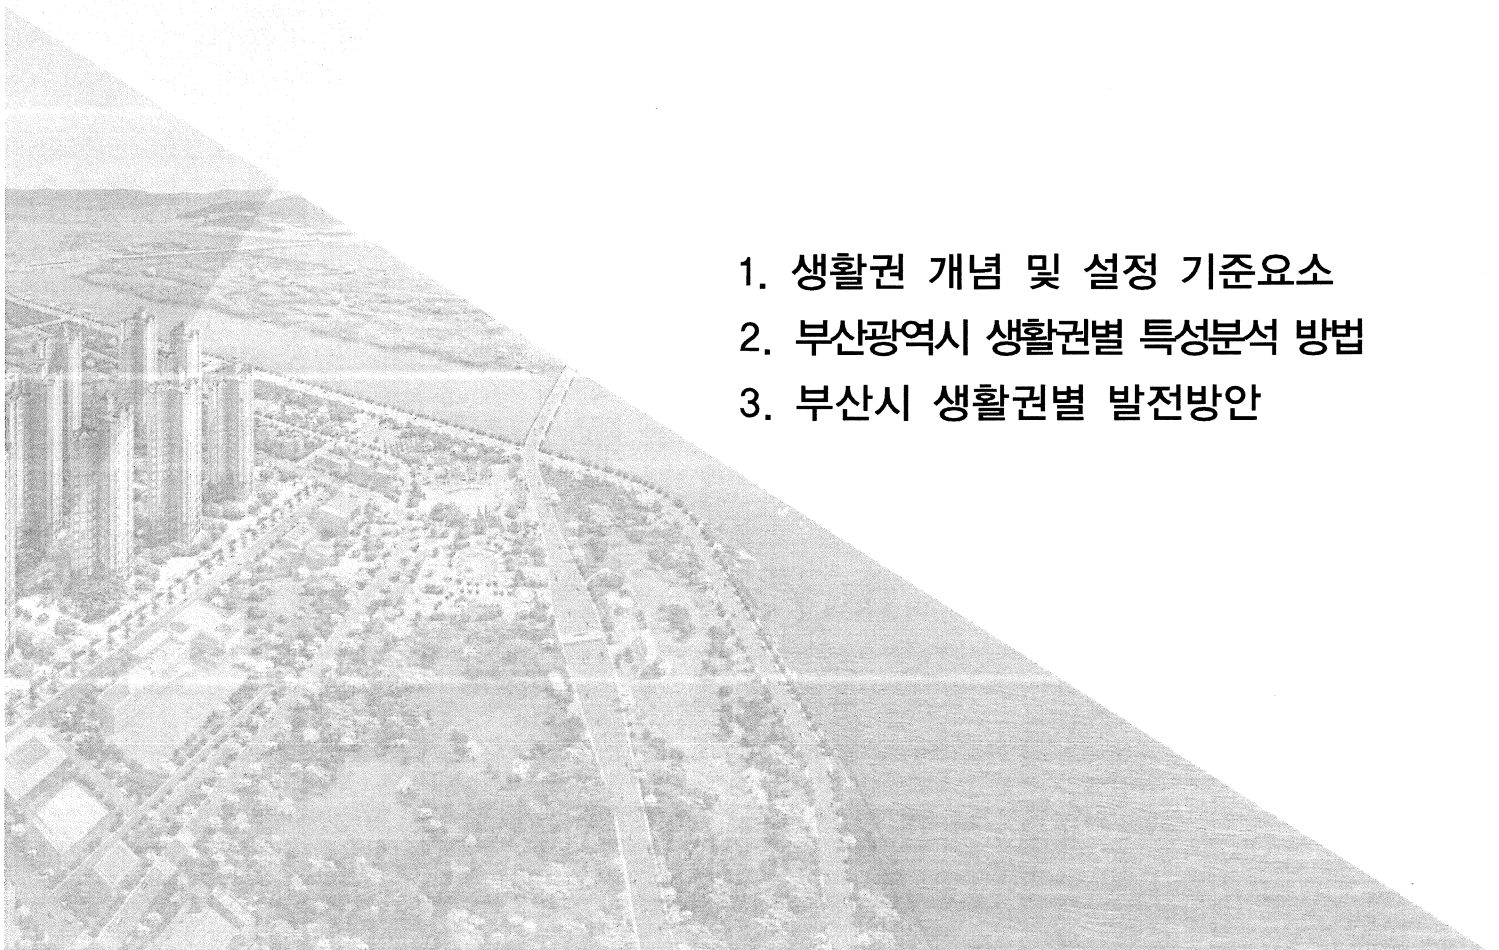 1. 생활권 개념 및 설정 기준요소
2. 부산광역시 생활권별 특성분석 방법
3. 부산시 생활권별 발전방안